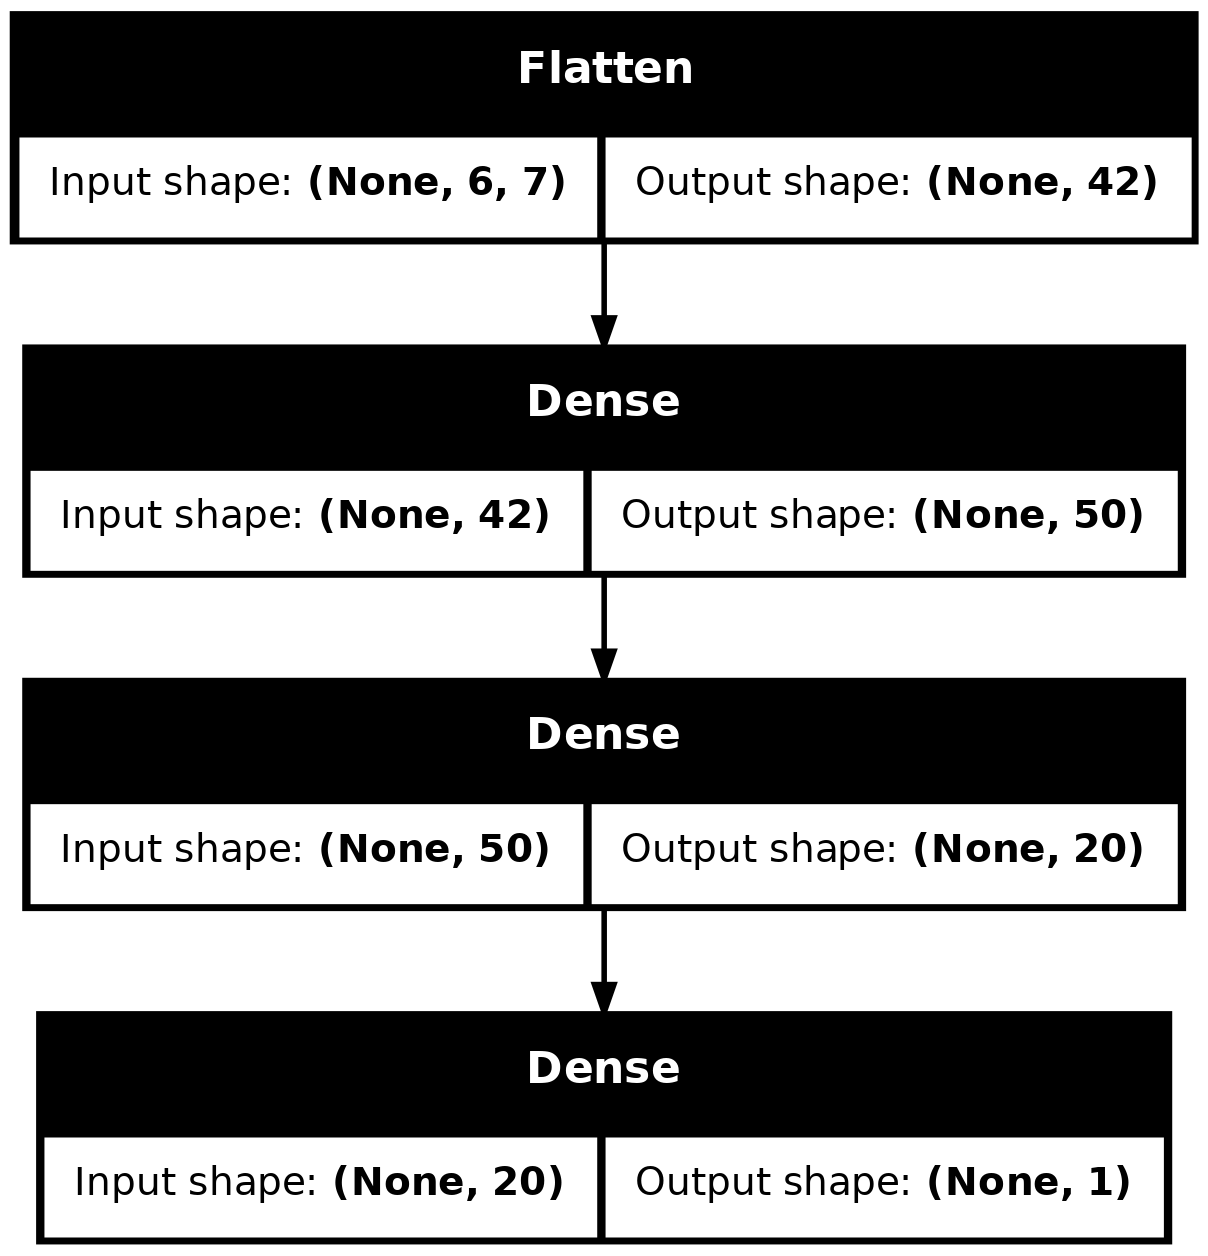 Flatten
Input shape: (None, 6, 7) Output shape: (None, 42)
Dense
Input shape: (None, 42) Output shape: (None, 50)
Dense
Input shape: (None, 50) Output shape: (None, 20)
Dense
Input shape: (None, 20) Output shape: (None, 1)